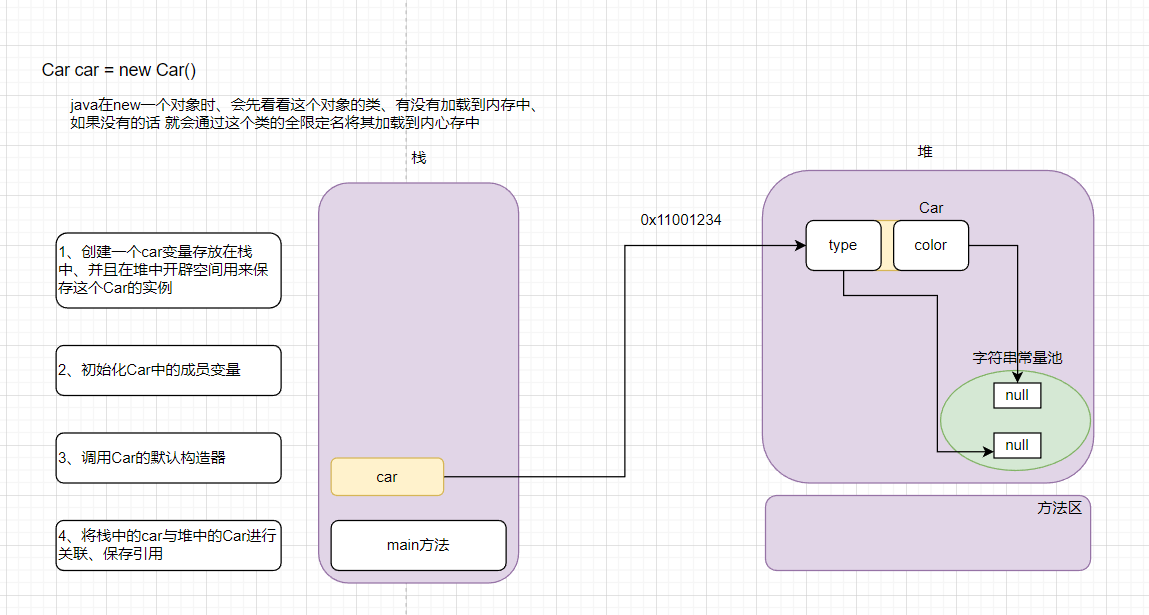 Car car = new Car()
java在new一个对象时、会先看看这个对象的类、有没有加载到内存中、
如果没有的话 就会通过这个类的全限定名将其加载到内心存中
栈
堆
1、创建一个car变量存放在栈
中、并且在堆中开辟空间用来保
存这个Car的实例
2、初始化Car中的成员变量
3、调用Car的默认构造器
4、将栈中的car与堆中的Car进行
关联、保存引用
car
main方法
0x11001234
Car
type
color
字符串常量池
null
null
方法区